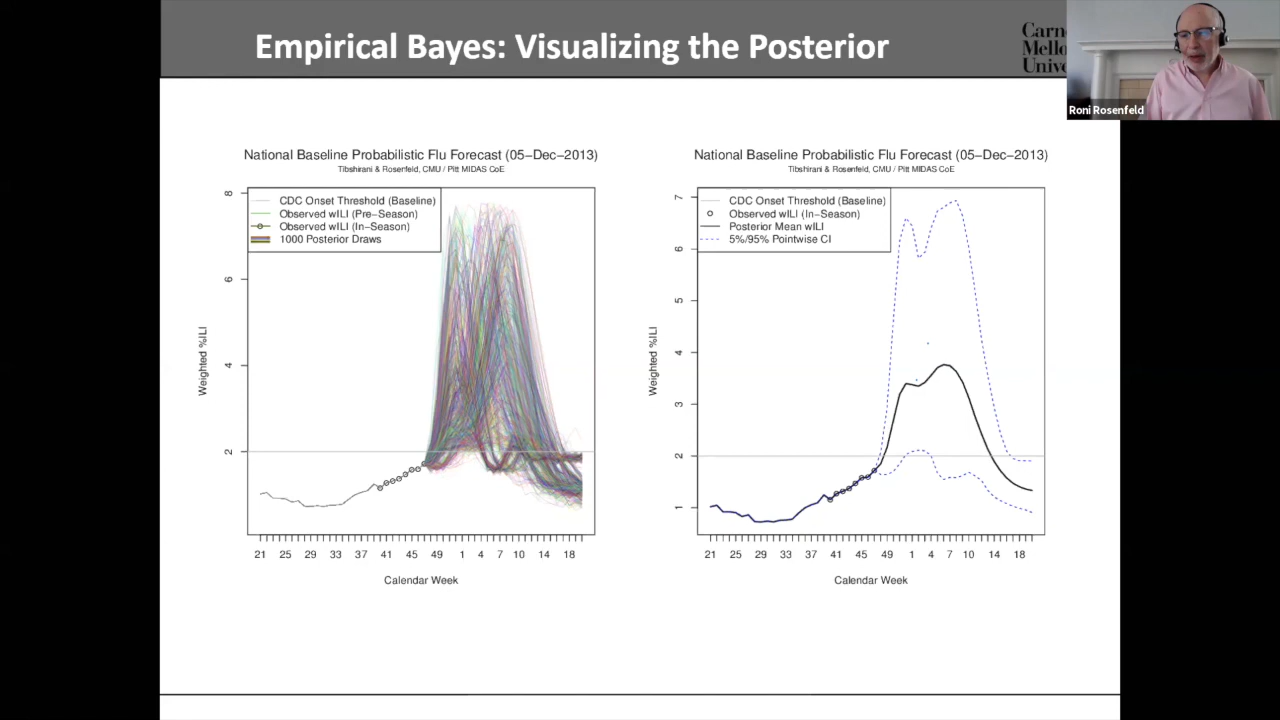 Empirical Bayes: Visualizing the Posterior
Carne
Mello
Unive
Roni Rosenfeld
National Baseline Probabilistic Flu Forecast (05−Dec−2013)
Tibshirani & Rosenfeld, CMU / Pitt MIDAS CoE
CDC Onset Threshold (Baseline)
Observed wILI (Pre−Season)
Observed wILI (In−Season)
1000 Posterior Draws
Weighted %ILI
8
6
4
2
21 25 29 33 37 41 45 49 1 4 7 10 14 18
Calendar Week
National Baseline Probabilistic Flu Forecast (05−Dec−2013)
Tibshirani & Rosenfeld, CMU / Pitt MIDAS CoE
CDC Onset Threshold (Baseline)
Observed wILI (In−Season)
Posterior Mean wILI
5%/95% Pointwise CI
Weighted %ILI
7
6
5
4
3
2
1
21 25 29 33 37 41 45 49 1 4 7 10 14 18
Calendar Week